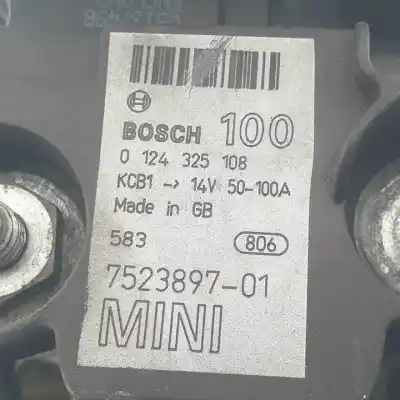 BOSCH 100
0 124 325 108
KCB1 -> 14V 50-100A
Made in GB
583 806
7523897-01
MINI